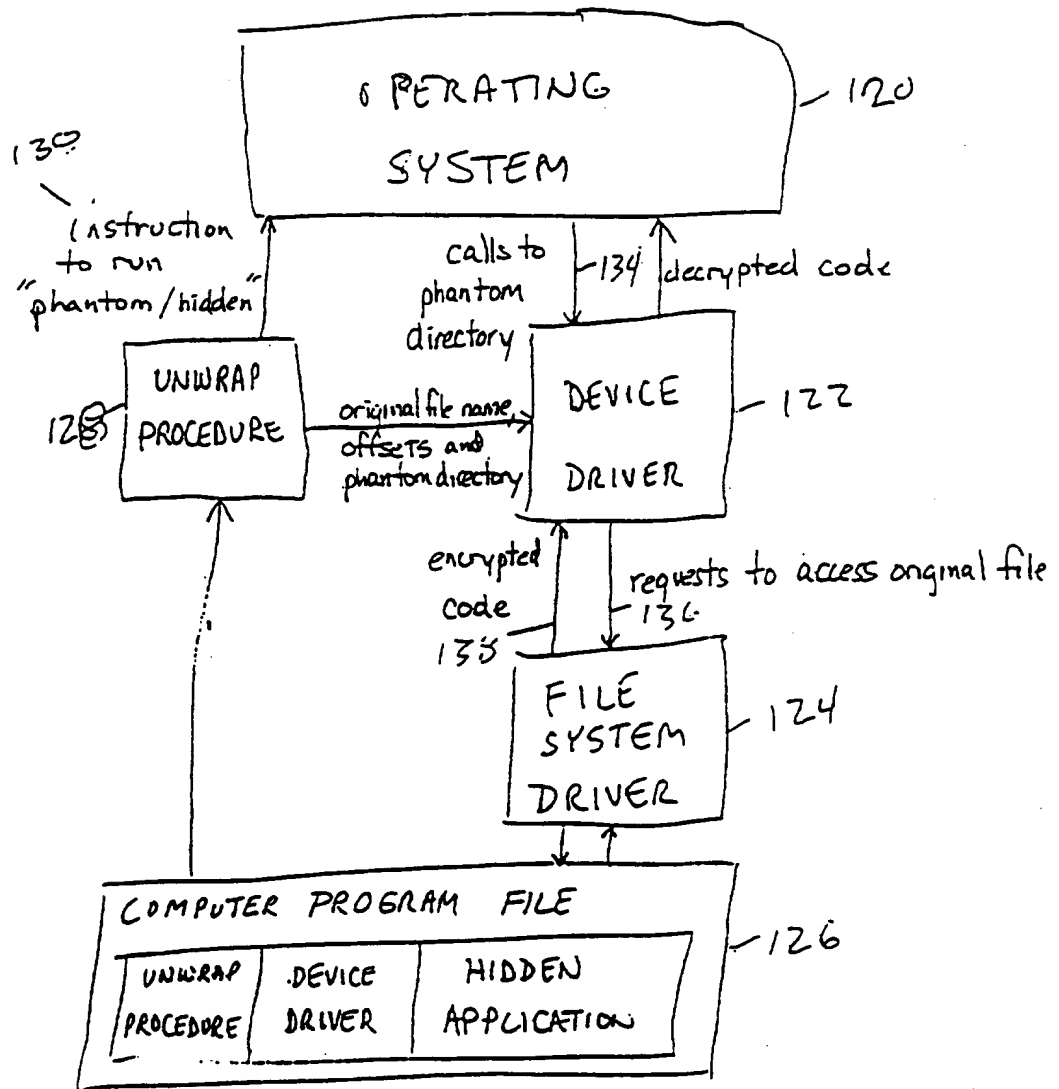 OPERATING
SYSTEM
120
130
instruction
to run
"phantom/hidden"
calls to
phantom
directory
134
decrypted code
UNWRAP
PROCEDURE
128
original file name,
offsets and
phantom directory
DEVICE
DRIVER
122
encrypted
code
138
requests to access original file
136
FILE
SYSTEM
DRIVER
124
COMPUTER PROGRAM FILE
126
UNWRAP
PROCEDURE
DEVICE
DRIVER
HIDDEN
APPLICATION